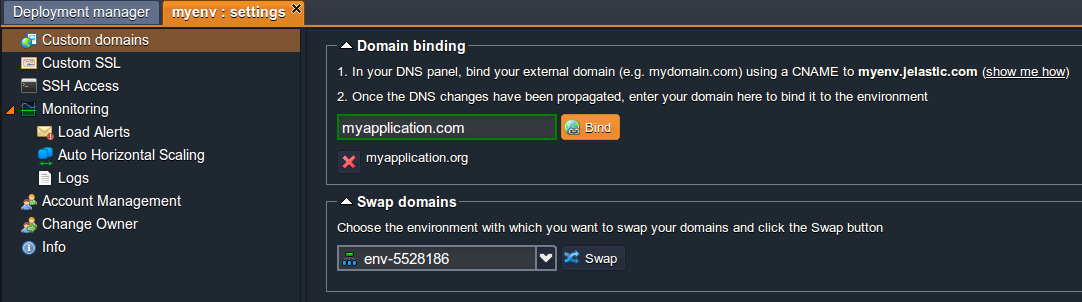 Deployment manager
myenv : settings
Custom domains
Custom SSL
SSH Access
Monitoring
Load Alerts
Auto Horizontal Scaling
Logs
Account Management
Change Owner
Info
Domain binding
1. In your DNS panel, bind your external domain (e.g. mydomain.com) using a CNAME to myenv.jelastic.com (show me how)
2. Once the DNS changes have been propagated, enter your domain here to bind it to the environment
myapplication.com
Bind
myapplication.org
Swap domains
Choose the environment with which you want to swap your domains and click the Swap button
env-5528186
Swap